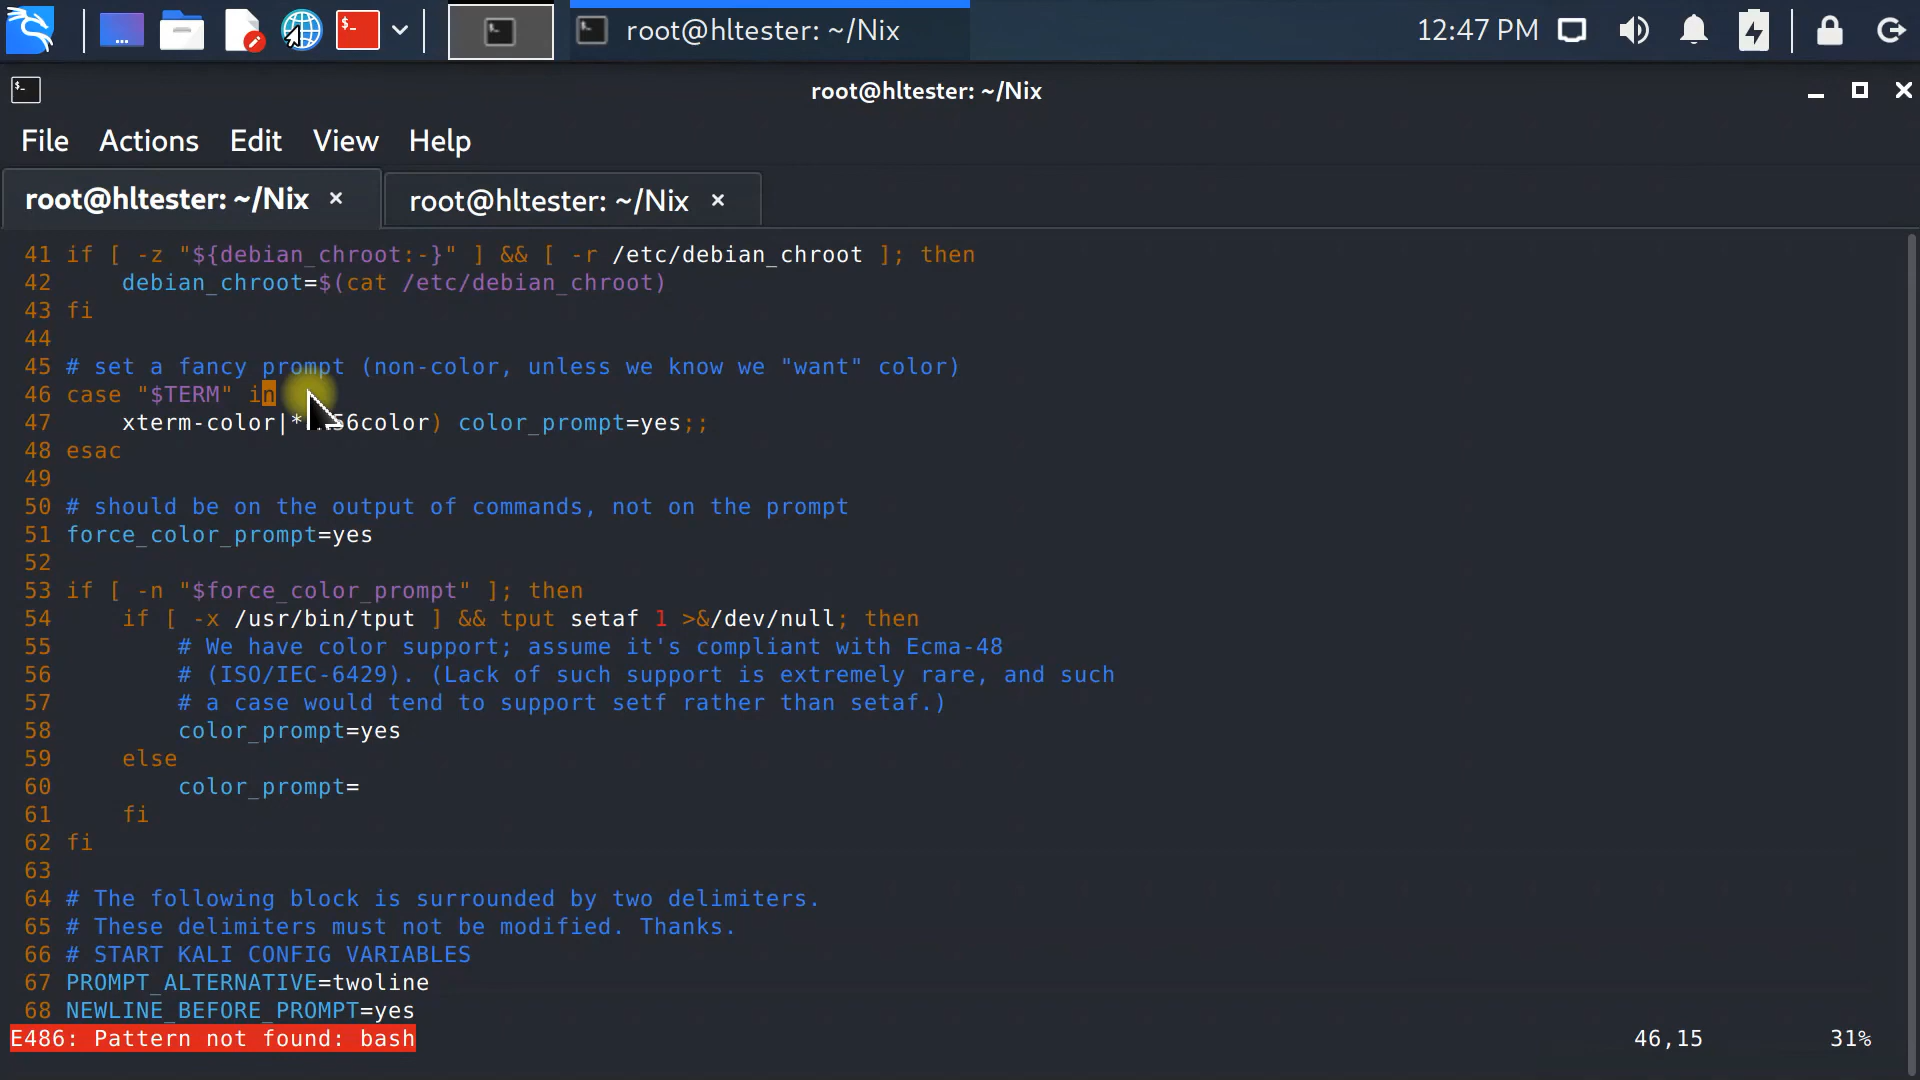 root@hltester: ~/Nix
12:47 PM
root@hltester: ~/Nix
File Actions Edit View Help
root@hltester: ~/Nix × root@hltester: ~/Nix ×
41 if [ -z "${debian_chroot:-}" ] && [ -r /etc/debian_chroot ]; then
42     debian_chroot=$(cat /etc/debian_chroot)
43 fi
44
45 # set a fancy prompt (non-color, unless we know we "want" color)
46 case "$TERM" in
47     xterm-color|* 56color) color_prompt=yes;;
48 esac
49
50 # should be on the output of commands, not on the prompt
51 force_color_prompt=yes
52
53 if [ -n "$force_color_prompt" ]; then
54     if [ -x /usr/bin/tput ] && tput setaf 1 >&/dev/null; then
55         # We have color support; assume it's compliant with Ecma-48
56         # (ISO/IEC-6429). (Lack of such support is extremely rare, and such
57         # a case would tend to support setf rather than setaf.)
58         color_prompt=yes
59     else
60         color_prompt=
61     fi
62 fi
63
64 # The following block is surrounded by two delimiters.
65 # These delimiters must not be modified. Thanks.
66 # START KALI CONFIG VARIABLES
67 PROMPT_ALTERNATIVE=twoline
68 NEWLINE_BEFORE_PROMPT=yes
E486: Pattern not found: bash 46,15 31%